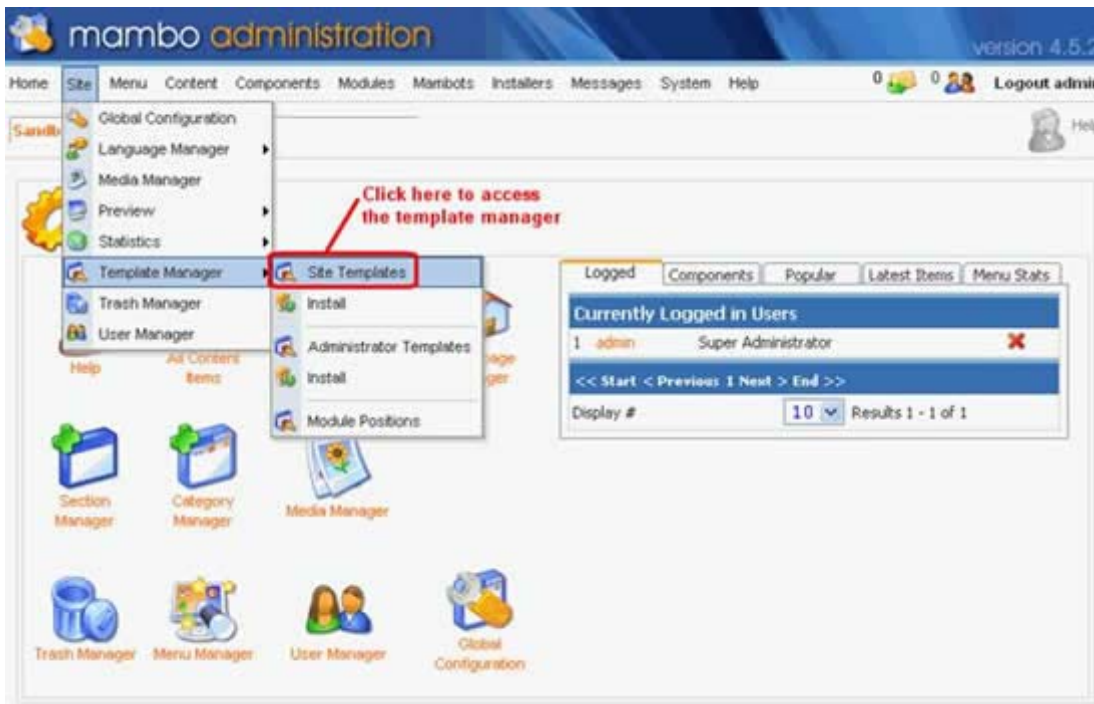 mambo administration
version 4.5.2
Home Site Menu Content Components Modules Mambots Installers Messages System Help 0 0 Logout admin
Global Configuration
Language Manager
Media Manager
Preview
Statistics
Template Manager
Trash Manager
User Manager
Click here to access
the template manager
Site Templates
Install
Administrator Templates
Install
Module Positions
Help
All Content
Items
Logged Components Popular Latest Items Menu Stats
Currently Logged in Users
1 admin Super Administrator
<< Start < Previous 1 Next > End >>
Display # 10 Results 1 - 1 of 1
Section
Manager
Category
Manager
Media Manager
Trash Manager
Menu Manager
User Manager
Global
Configuration